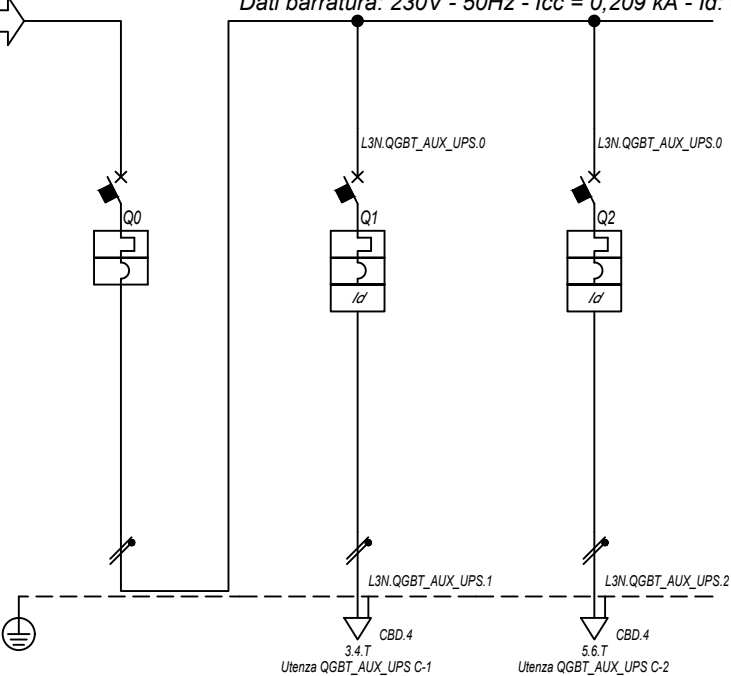 Dati barratura: 230V - 50Hz - Icc = 0,209 kA - Id:
L3N.QGBT_AUX_UPS.0
L3N.QGBT_AUX_UPS.0
Q0
Q1
Q2
Id
Id
L3N.QGBT_AUX_UPS.1
L3N.QGBT_AUX_UPS.2
CBD.4
CBD.4
3.4.T
5.6.T
Utenza QGBT_AUX_UPS C-1
Utenza QGBT_AUX_UPS C-2